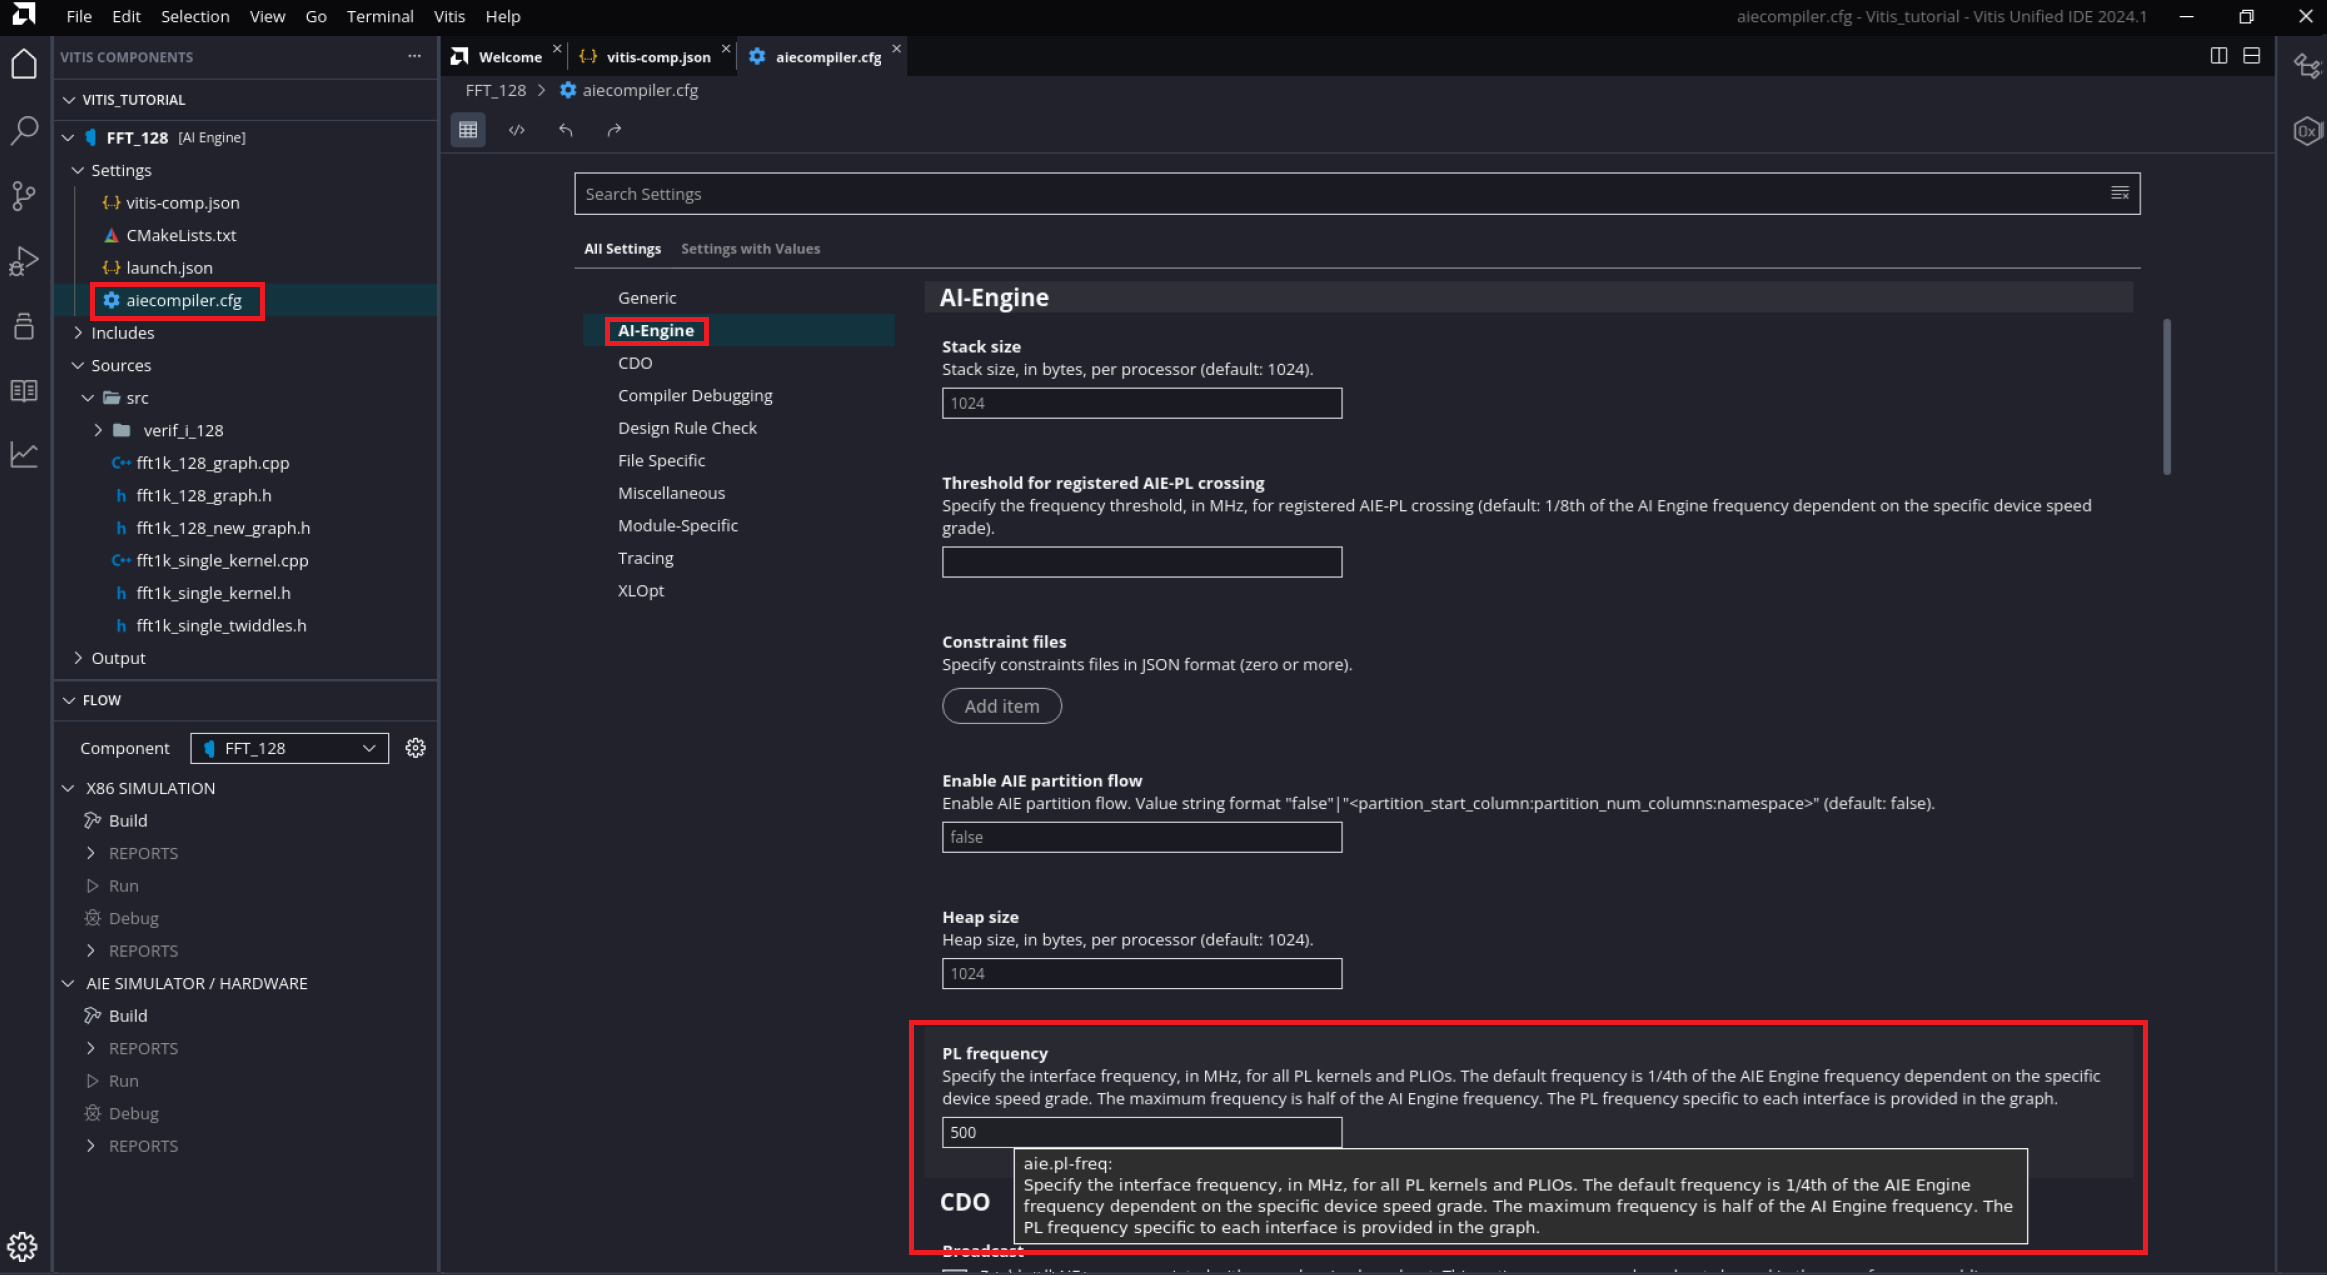 File Edit Selection View Go Terminal Vitis Help
aiecompiler.cfg - Vitis_tutorial - Vitis Unified IDE 2024.1
VITIS COMPONENTS
VITIS_TUTORIAL
FFT_128 [AI Engine]
Settings
vitis-comp.json
CMakeLists.txt
launch.json
aiecompiler.cfg
Includes
Sources
src
verif_i_128
fft1k_128_graph.cpp
fft1k_128_graph.h
fft1k_128_new_graph.h
fft1k_single_kernel.cpp
fft1k_single_kernel.h
fft1k_single_twiddles.h
Output
FLOW
Component FFT_128
X86 SIMULATION
Build
REPORTS
Run
Debug
REPORTS
AIE SIMULATOR / HARDWARE
Build
REPORTS
Run
Debug
REPORTS
Welcome
vitis-comp.json
aiecompiler.cfg
FFT_128 > aiecompiler.cfg
Search Settings
All Settings Settings with Values
Generic
AI-Engine
CDO
Compiler Debugging
Design Rule Check
File Specific
Miscellaneous
Module-Specific
Tracing
XLOpt
AI-Engine
Stack size
Stack size, in bytes, per processor (default: 1024).
1024
Threshold for registered AIE-PL crossing
Specify the frequency threshold, in MHz, for registered AIE-PL crossing (default: 1/8th of the AI Engine frequency dependent on the specific device speed
grade).
Constraint files
Specify constraints files in JSON format (zero or more).
Add item
Enable AIE partition flow
Enable AIE partition flow. Value string format "false"|"<partition_start_column:partition_num_columns:namespace>" (default: false).
false
Heap size
Heap size, in bytes, per processor (default: 1024).
1024
PL frequency
Specify the interface frequency, in MHz, for all PL kernels and PLIOs. The default frequency is 1/4th of the AIE Engine frequency dependent on the specific
device speed grade. The maximum frequency is half of the AI Engine frequency. The PL frequency specific to each interface is provided in the graph.
500
aie.pl-freq:
Specify the interface frequency, in MHz, for all PL kernels and PLIOs. The default frequency is 1/4th of the AIE Engine
frequency dependent on the specific device speed grade. The maximum frequency is half of the AI Engine frequency. The
PL frequency specific to each interface is provided in the graph.
CDO
Broadcast